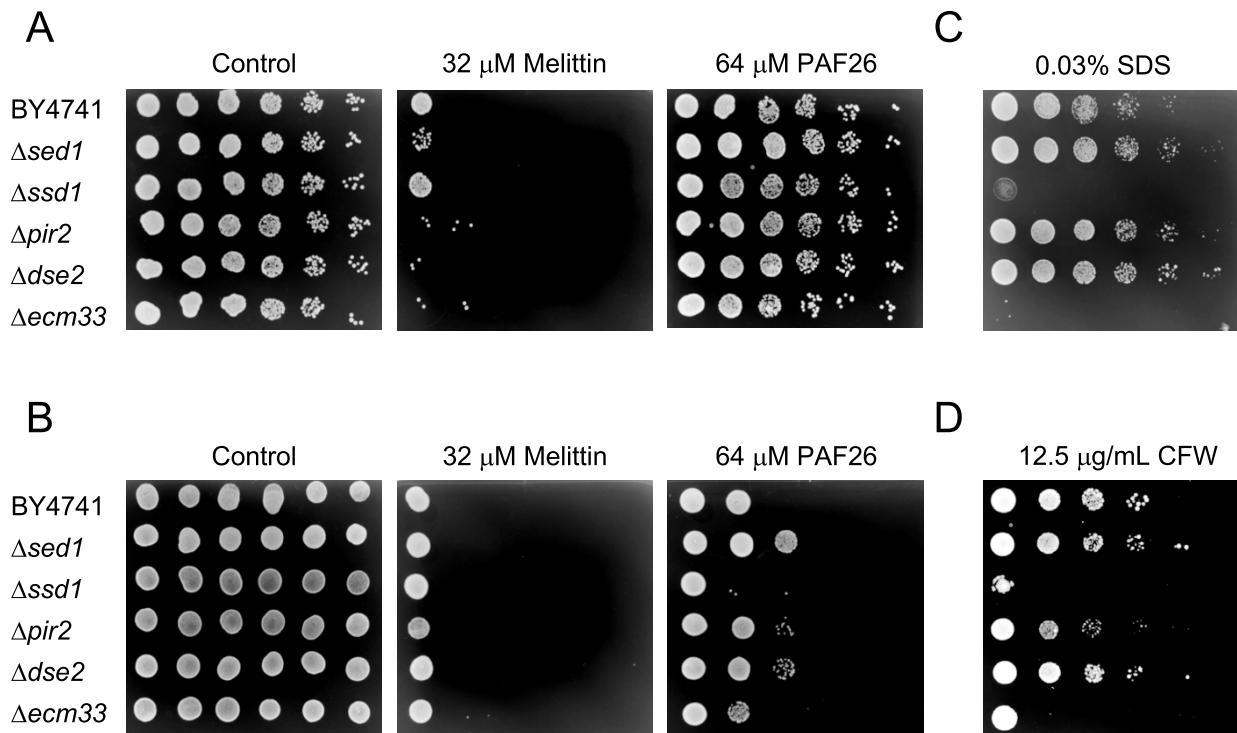 A
C
Control
32 μM Melittin
64 μM PAF26
0.03% SDS
BY4741
Δsed1
Δssd1
Δpir2
Δdse2
Δecm33
B
D
Control
32 μM Melittin
64 μM PAF26
12.5 μg/mL CFW
BY4741
Δsed1
Δssd1
Δpir2
Δdse2
Δecm33